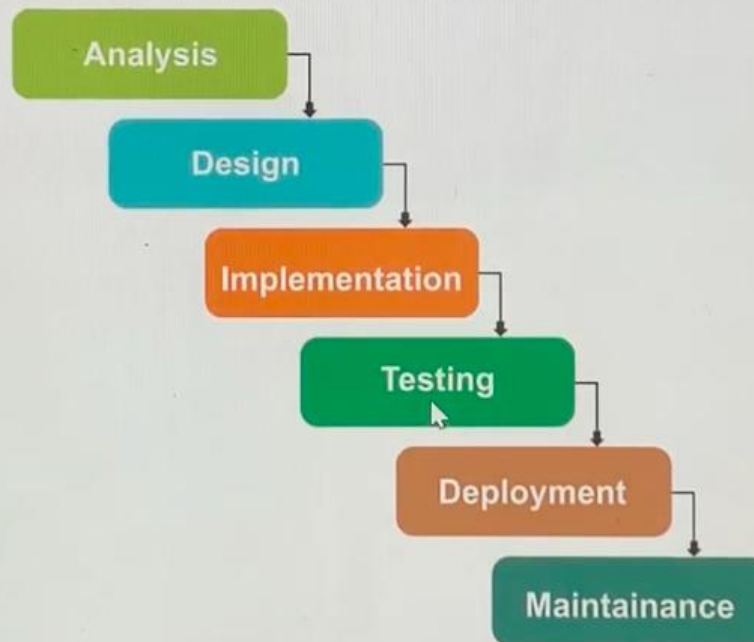 Analysis
Design
Implementation
Testing
Deployment
Maintainance